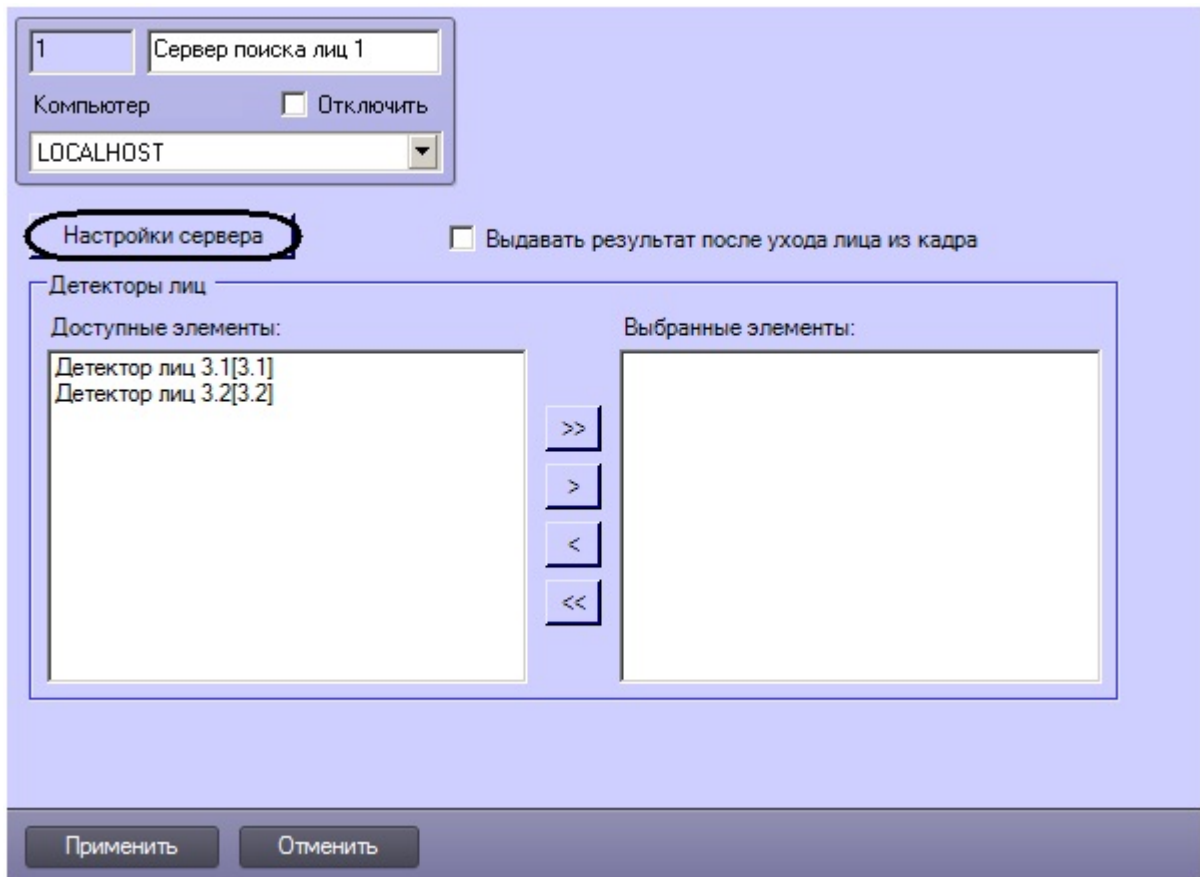 1 Сервер поиска лиц 1
Компьютер Отключить
LOCALHOST
Настройки сервера Выдавать результат после ухода лица из кадра
Детекторы лиц
Доступные элементы: Выбранные элементы:
Детектор лиц 3.1[3.1]
Детектор лиц 3.2[3.2]
>>
>
<
<<
Применить Отменить